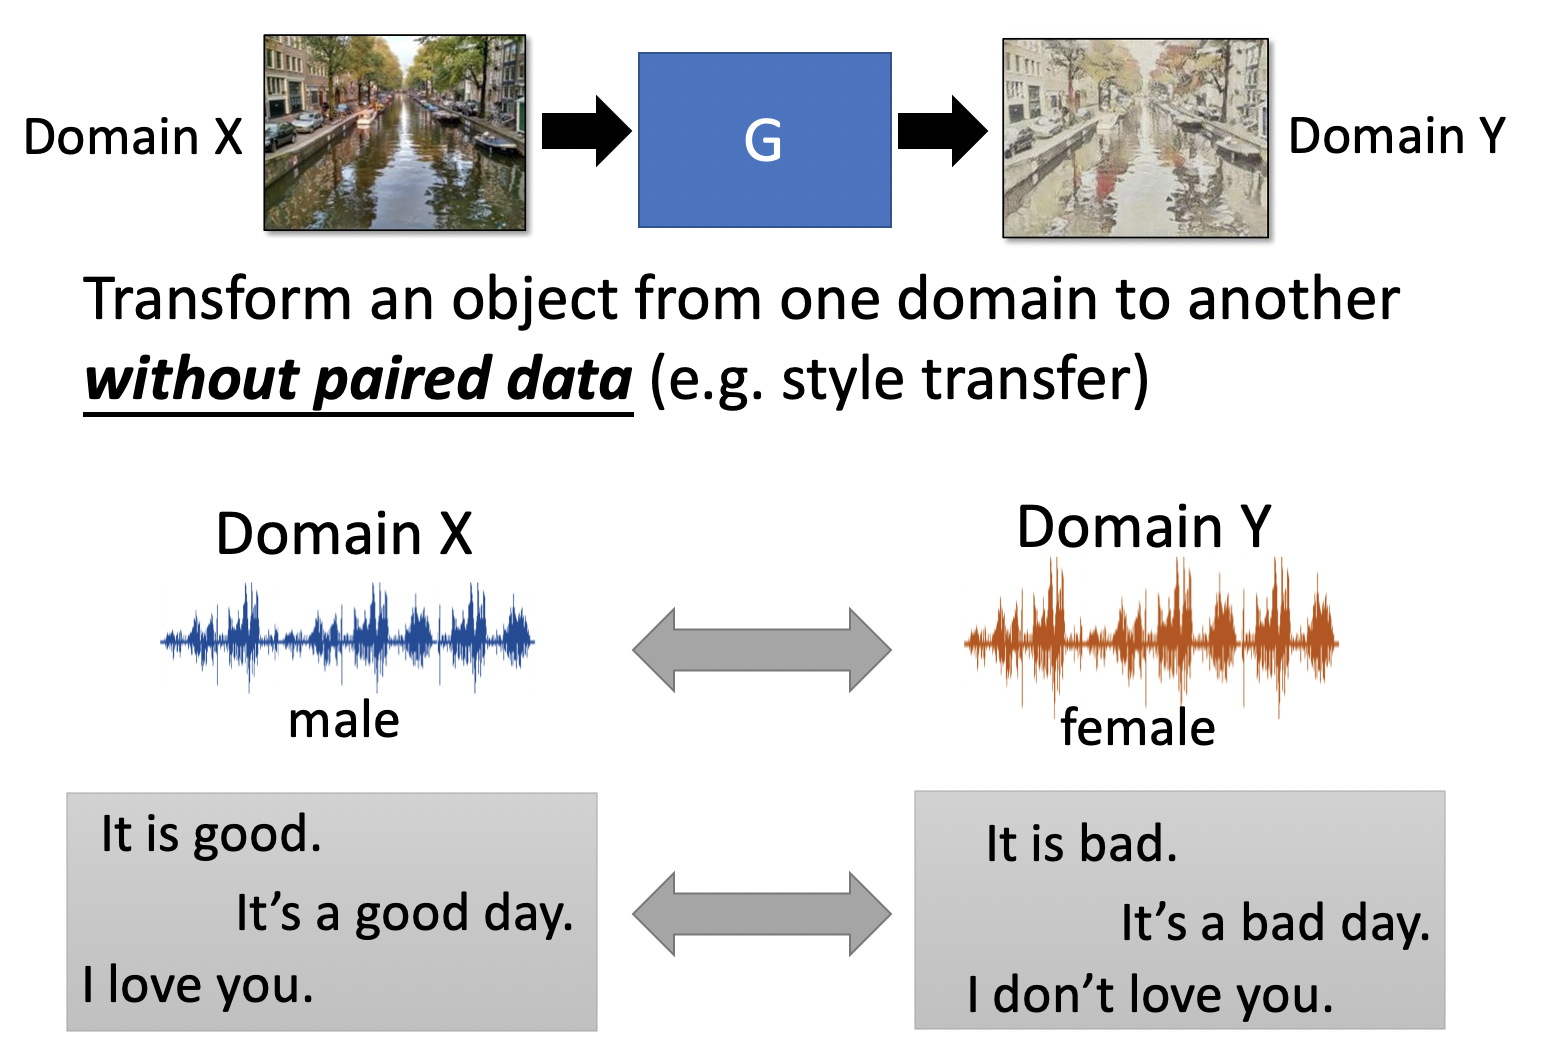 Domain X
G
Domain Y
Transform an object from one domain to another
without paired data (e.g. style transfer)
Domain X
Domain Y
male
female
It is good.
It's a good day.
I love you.
It is bad.
It's a bad day.
I don't love you.